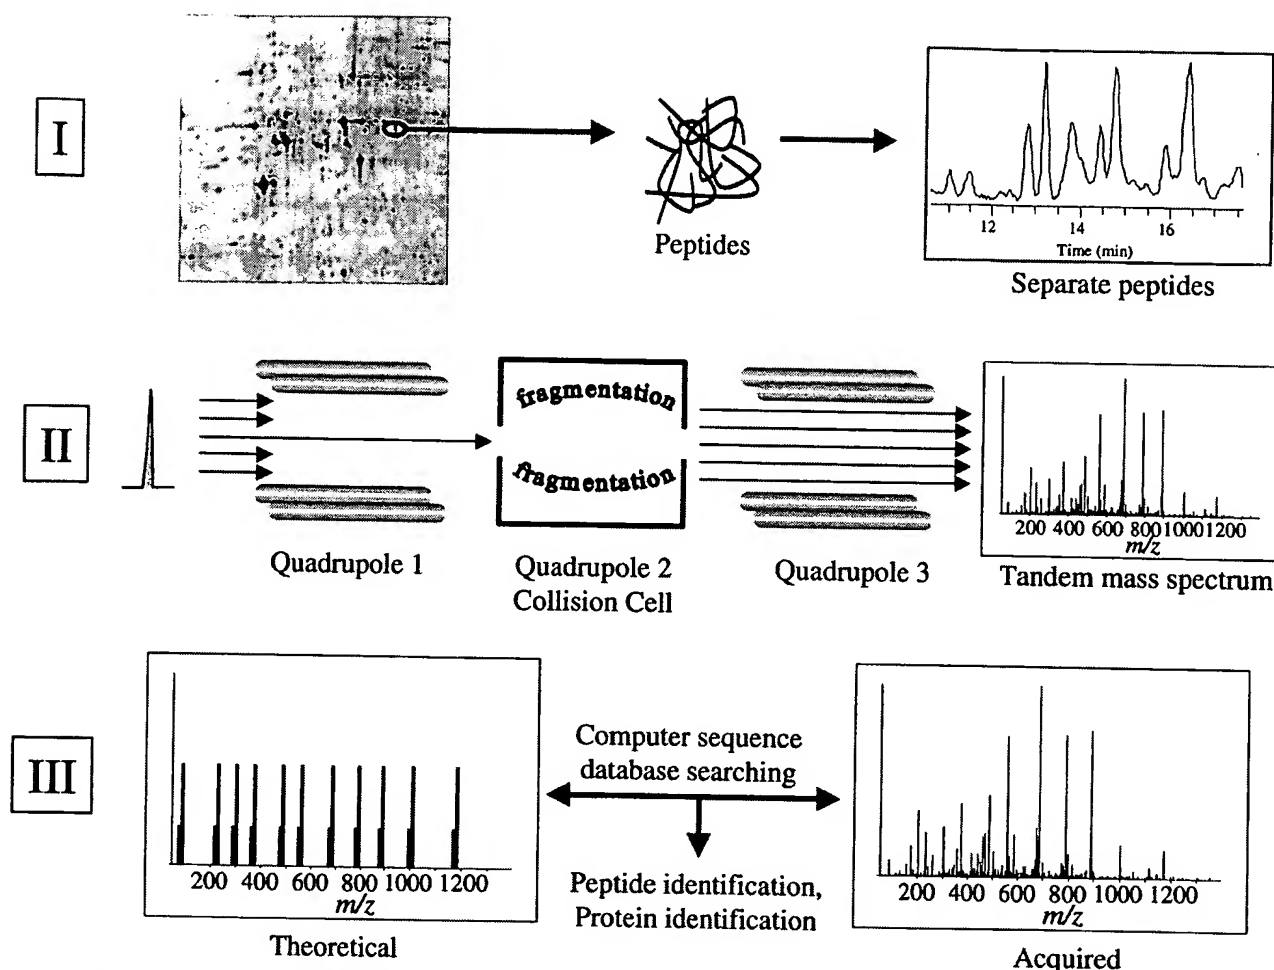 I
Peptides
12 14 16
Time (min)
Separate peptides
II
fragmentation
fragmentation
Quadrupole 1
Quadrupole 2
Collision Cell
Quadrupole 3
200 400 600 800 1000 1200
m/z
Tandem mass spectrum
III
200 400 600 800 1000 1200
m/z
Theoretical
Computer sequence
database searching
Peptide identification,
Protein identification
200 400 600 800 1000 1200
m/z
Acquired